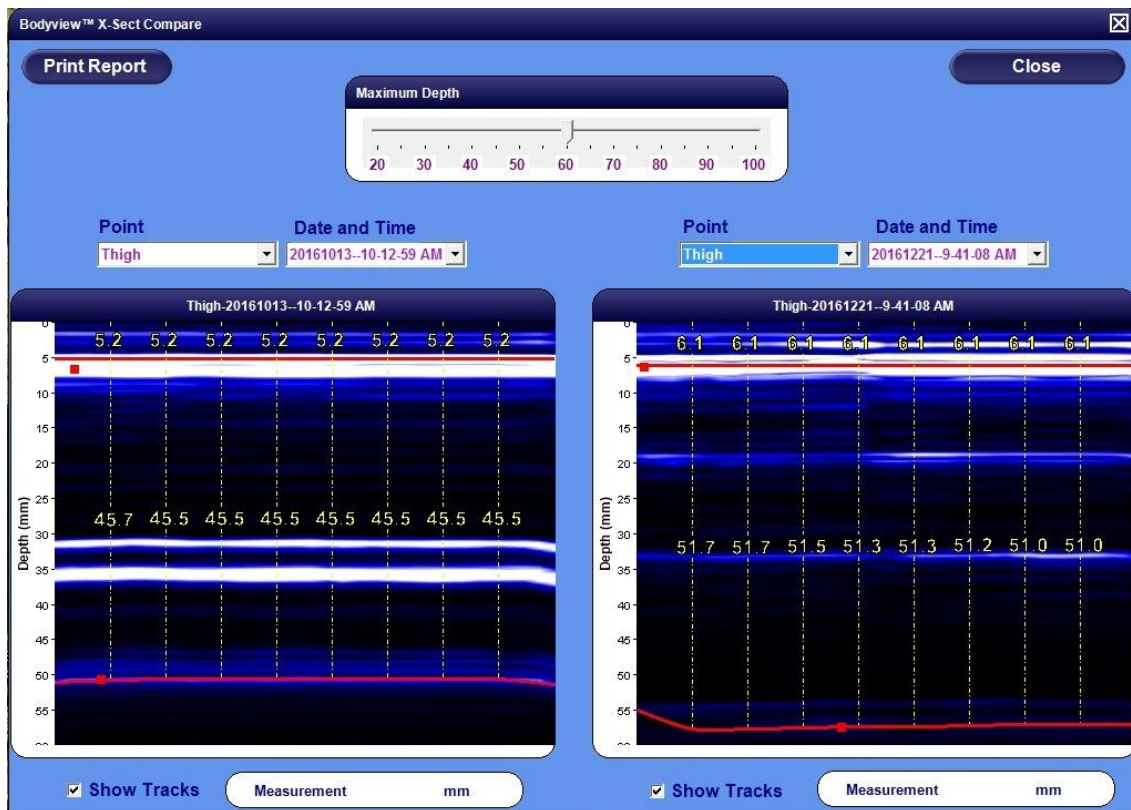 Bodyview™ X-Sect Compare
Print Report
Close
Maximum Depth
20 30 40 50 60 70 80 90 100
Point Date and Time
Thigh 20161013--10-12-59 AM
Point Date and Time
Thigh 20161221--9-41-08 AM
Thigh-20161013--10-12-59 AM
0
5.2 5.2 5.2 5.2 5.2 5.2 5.2 5.2
5
10
15
20
25
45.7 45.5 45.5 45.5 45.5 45.5 45.5 45.5
30
35
40
45
50
55
60
Depth (mm)
Show Tracks
Measurement mm
Thigh-20161221--9-41-08 AM
0
6.1 6.1 6.1 6.1 6.1 6.1 6.1 6.1
5
10
15
20
25
30
51.7 51.7 51.5 51.3 51.3 51.2 51.0 51.0
35
40
45
50
55
60
Depth (mm)
Show Tracks
Measurement mm